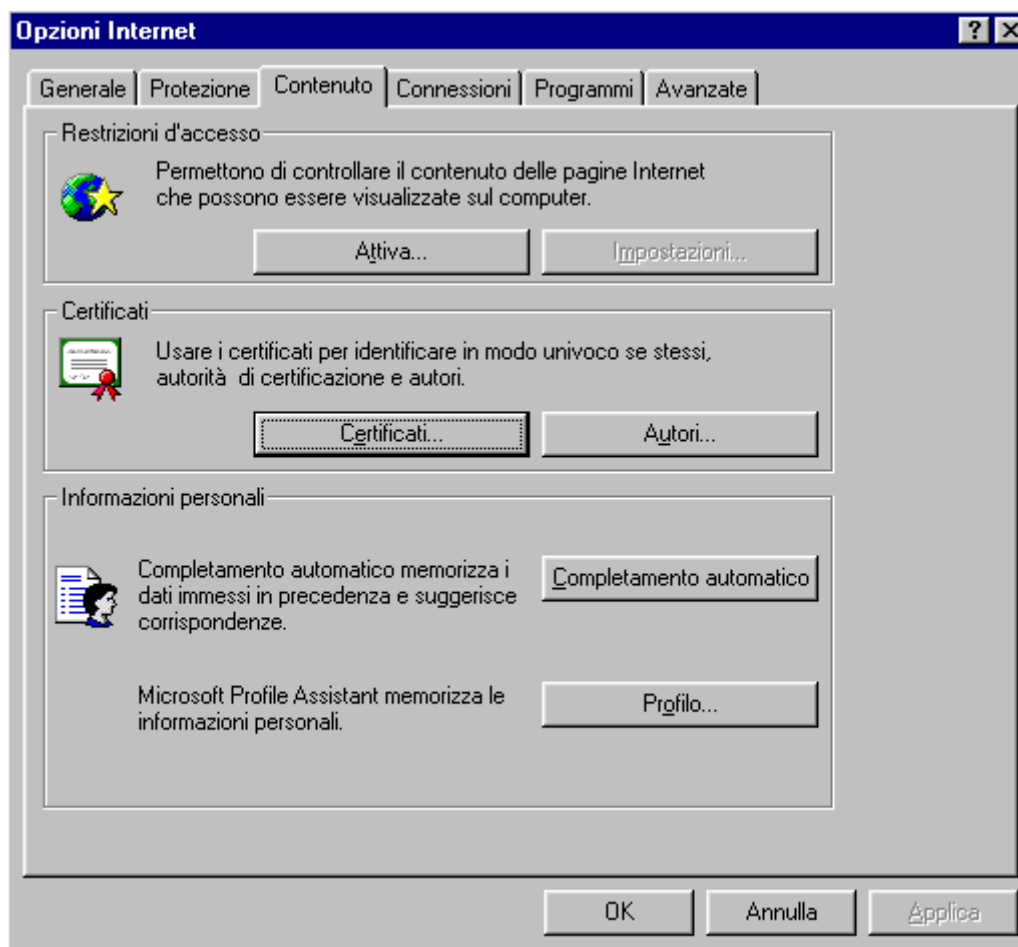 Opzioni Internet
Generale Protezione Contenuto Connessioni Programmi Avanzate
Restrizioni d'accesso
Permettono di controllare il contenuto delle pagine Internet
che possono essere visualizzate sul computer.
Attiva... Impostazioni...
Certificati
Usare i certificati per identificare in modo univoco se stessi,
autorità di certificazione e autori.
Certificati... Autori...
Informazioni personali
Completamento automatico memorizza i
dati immessi in precedenza e suggerisce
corrispondenze.
Completamento automatico
Microsoft Profile Assistant memorizza le
informazioni personali.
Profilo...
OK Annulla Applica